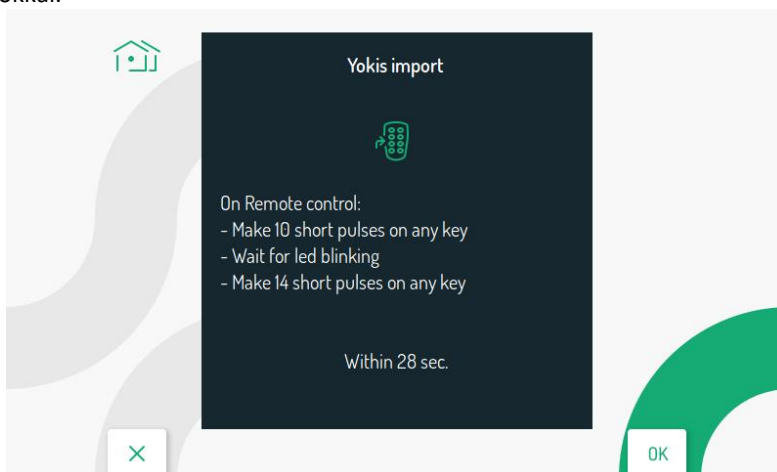 Yokis import
On Remote control:
- Make 10 short pulses on any key
- Wait for led blinking
- Make 14 short pulses on any key
Within 28 sec.
OK